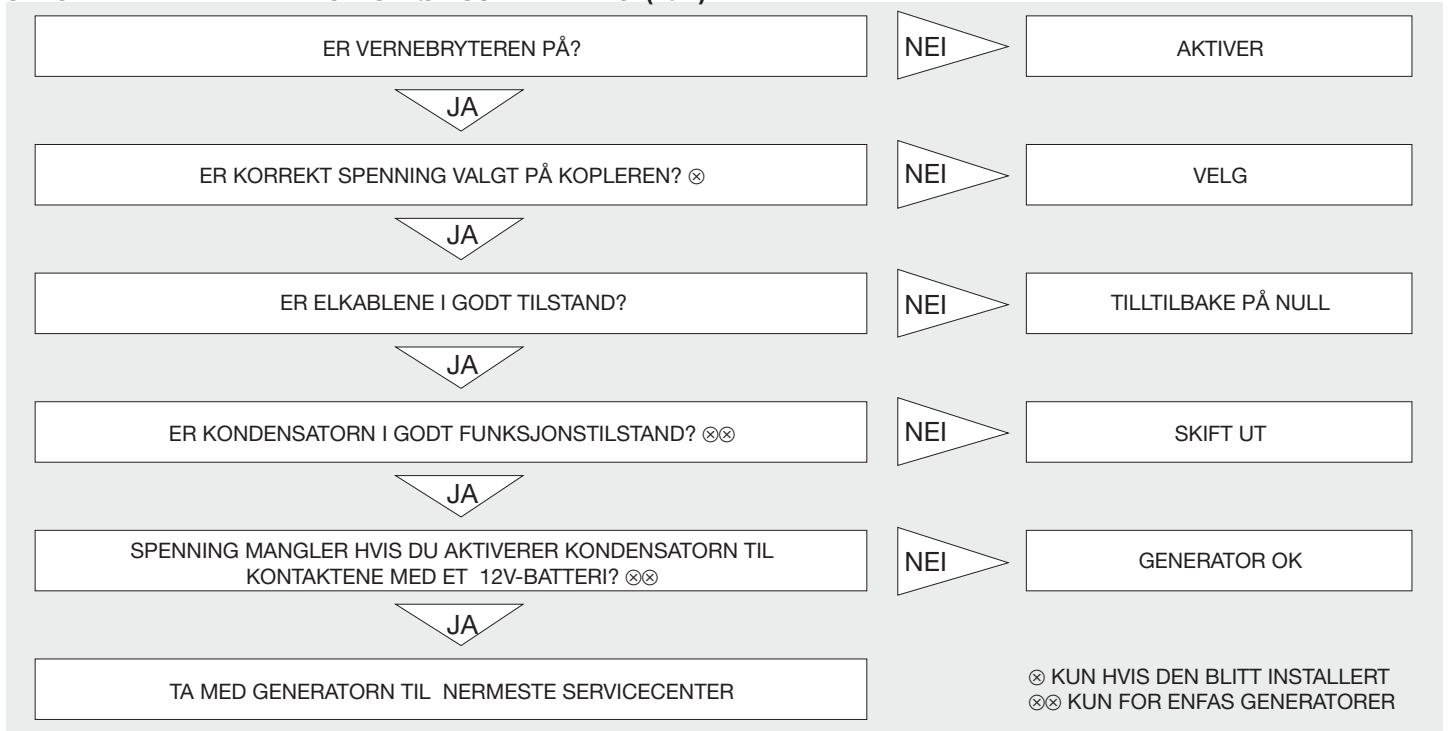 ER VERNEBRYTEREN PÅ?
NEI
AKTIVER
JA
ER KORREKT SPENNING VALGT PÅ KOPLEREN? ⊗
NEI
VELG
JA
ER ELKABLENE I GODT TILSTAND?
NEI
TILLTILBAKE PÅ NULL
JA
ER KONDENSATORN I GODT FUNKSJONSTILSTAND? ⊗⊗
NEI
SKIFT UT
JA
SPENNING MANGLER HVIS DU AKTIVERER KONDENSATORN TIL
KONTAKTENE MED ET 12V-BATTERI? ⊗⊗
NEI
GENERATOR OK
JA
TA MED GENERATORN TIL NERMESTE SERVICECENTER
⊗ KUN HVIS DEN BLITT INSTALLERT
⊗⊗ KUN FOR ENFAS GENERATORER